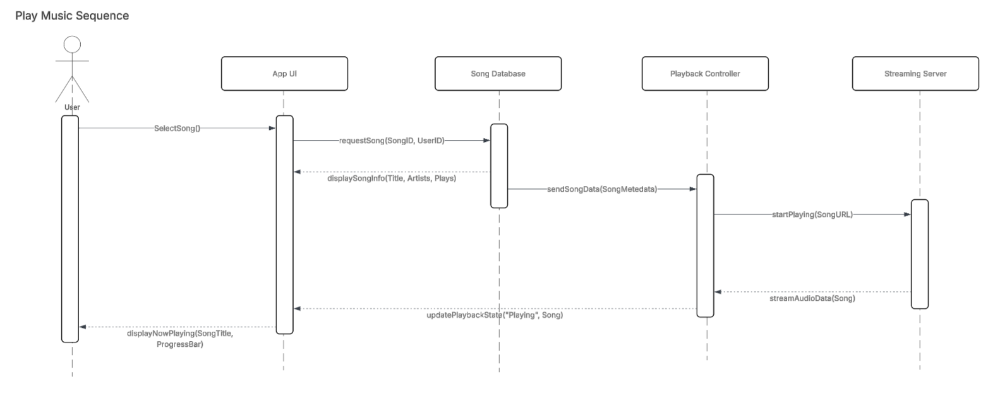 Play Music Sequence
App UI
Song Database
Playback Controller
Streaming Server
User
SelectSong()
requestSong(SongID, UserID)
displaySongInfo(Title, Artists, Plays)
sendSongData(SongMetedata)
startPlaying(SongURL)
streamAudioData(Song)
updatePlaybackState("Playing", Song)
displayNowPlaying(SongTitle,
ProgressBar)